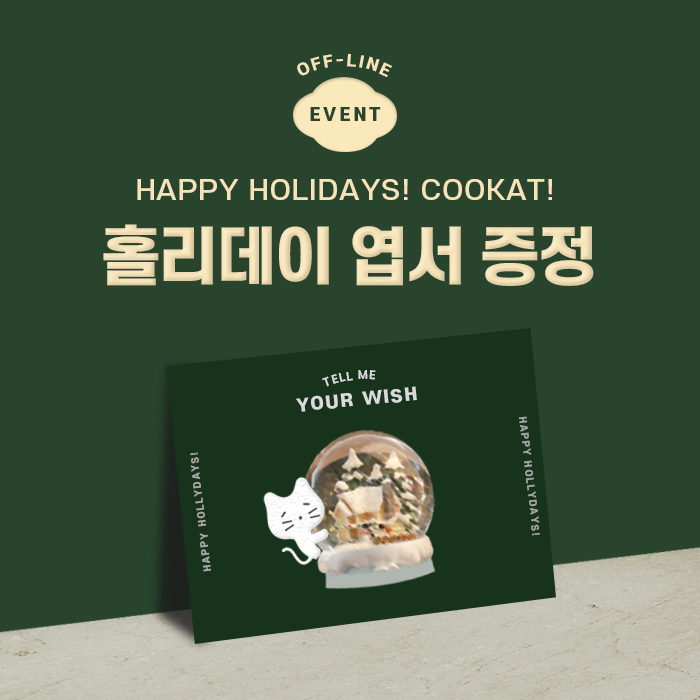 OFF-LINE
EVENT
HAPPY HOLIDAYS! COOKAT!
홀리데이 엽서 증정
TELL ME
YOUR WISH
HAPPY HOLLYDAYS!
HAPPY HOLLYDAYS!